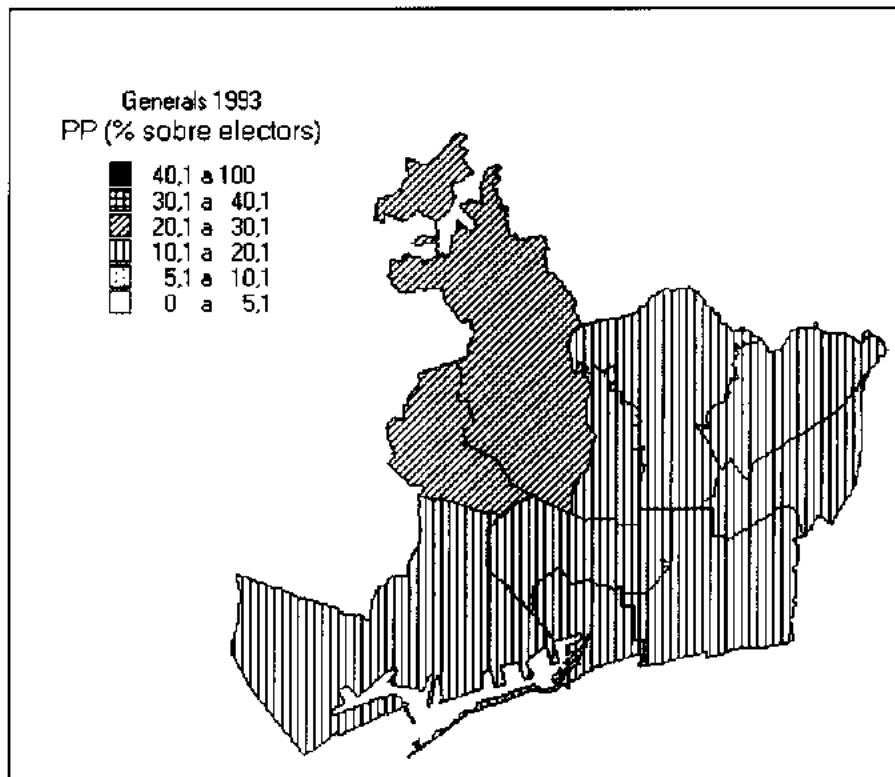 Generals 1993
PP (% sobre electors)
40,1 a 100
30,1 a 40,1
20,1 a 30,1
10,1 a 20,1
5,1 a 10,1
0 a 5,1